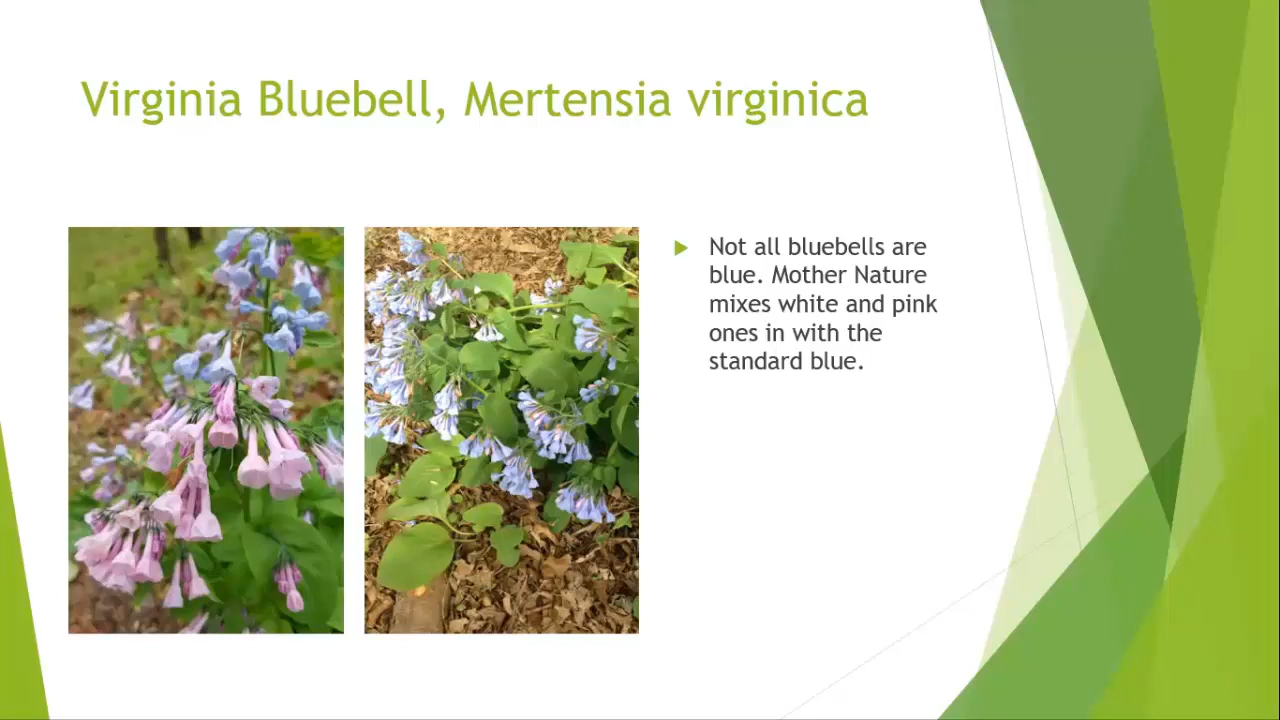 Virginia Bluebell, Mertensia virginica
Not all bluebells are
blue. Mother Nature
mixes white and pink
ones in with the
standard blue.